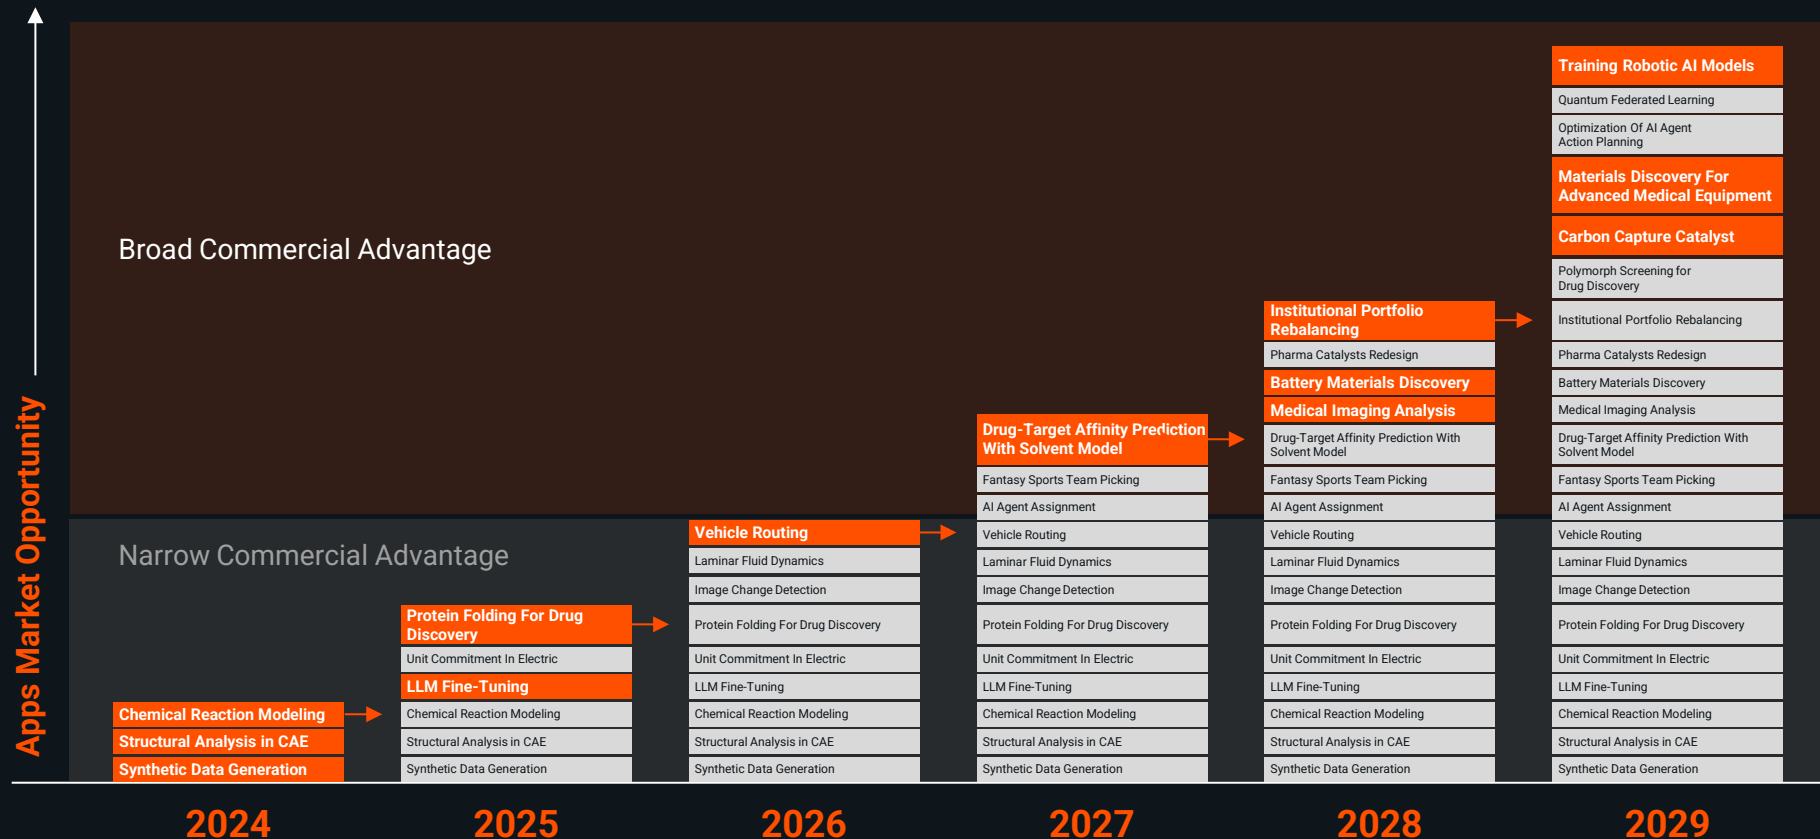 Apps Market Opportunity
Broad Commercial Advantage
Narrow Commercial Advantage
Chemical Reaction Modeling
Structural Analysis in CAE
Synthetic Data Generation
2024
Protein Folding For Drug
Discovery
Unit Commitment In Electric
LLM Fine-Tuning
Chemical Reaction Modeling
Structural Analysis in CAE
Synthetic Data Generation
2025
Vehicle Routing
Laminar Fluid Dynamics
Image Change Detection
Protein Folding For Drug Discovery
Unit Commitment In Electric
LLM Fine-Tuning
Chemical Reaction Modeling
Structural Analysis in CAE
Synthetic Data Generation
2026
Drug-Target Affinity Prediction
With Solvent Model
Fantasy Sports Team Picking
AI Agent Assignment
Vehicle Routing
Laminar Fluid Dynamics
Image Change Detection
Protein Folding For Drug Discovery
Unit Commitment In Electric
LLM Fine-Tuning
Chemical Reaction Modeling
Structural Analysis in CAE
Synthetic Data Generation
2027
Institutional Portfolio
Rebalancing
Pharma Catalysts Redesign
Battery Materials Discovery
Medical Imaging Analysis
Drug-Target Affinity Prediction With
Solvent Model
Fantasy Sports Team Picking
AI Agent Assignment
Vehicle Routing
Laminar Fluid Dynamics
Image Change Detection
Protein Folding For Drug Discovery
Unit Commitment In Electric
LLM Fine-Tuning
Chemical Reaction Modeling
Structural Analysis in CAE
Synthetic Data Generation
2028
Training Robotic AI Models
Quantum Federated Learning
Optimization Of AI Agent
Action Planning
Materials Discovery For
Advanced Medical Equipment
Carbon Capture Catalyst
Polymorph Screening for
Drug Discovery
Institutional Portfolio Rebalancing
Pharma Catalysts Redesign
Battery Materials Discovery
Medical Imaging Analysis
Drug-Target Affinity Prediction With
Solvent Model
Fantasy Sports Team Picking
AI Agent Assignment
Vehicle Routing
Laminar Fluid Dynamics
Image Change Detection
Protein Folding For Drug Discovery
Unit Commitment In Electric
LLM Fine-Tuning
Chemical Reaction Modeling
Structural Analysis in CAE
Synthetic Data Generation
2029